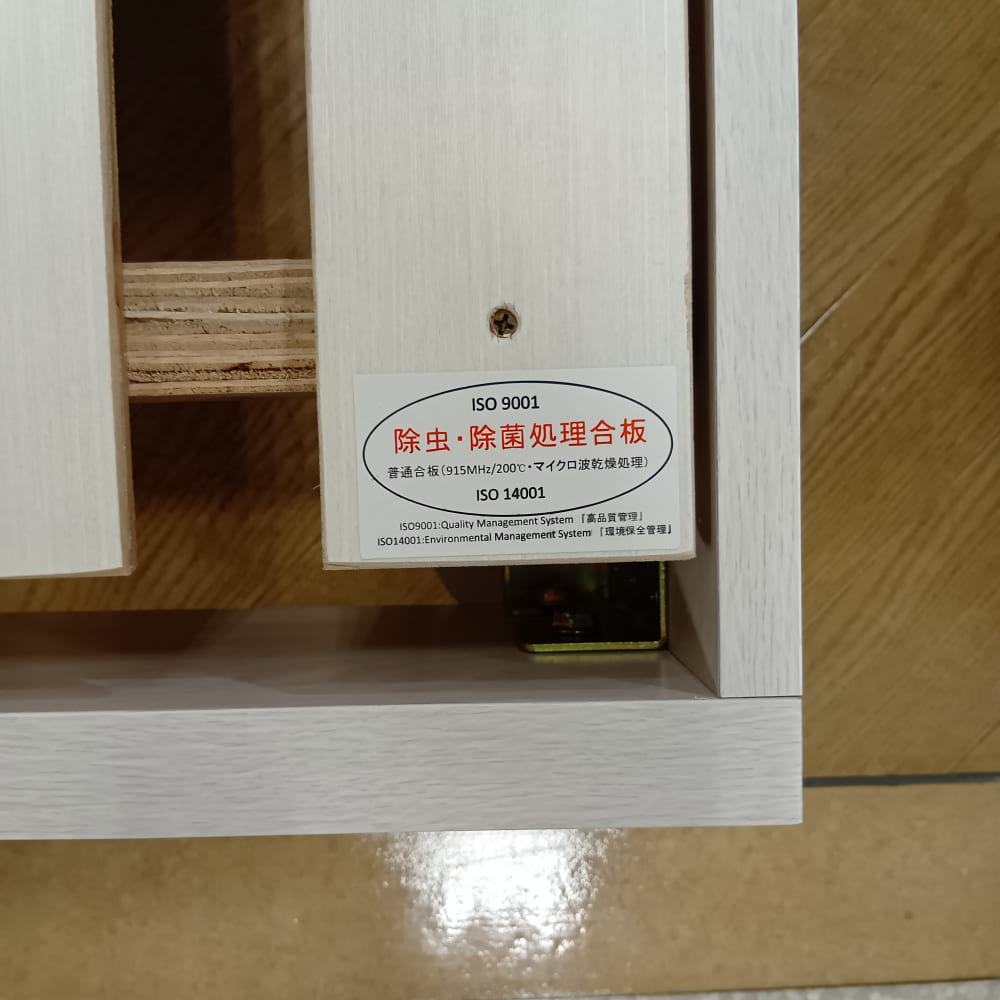 ISO 9001
除虫・除菌処理合板
普通合板(915MHz/200℃・マイクロ波乾燥処理)
ISO 14001
ISO9001:Quality Management System 『高品質管理』
ISO14001:Environmental Management System 『環境保全管理』